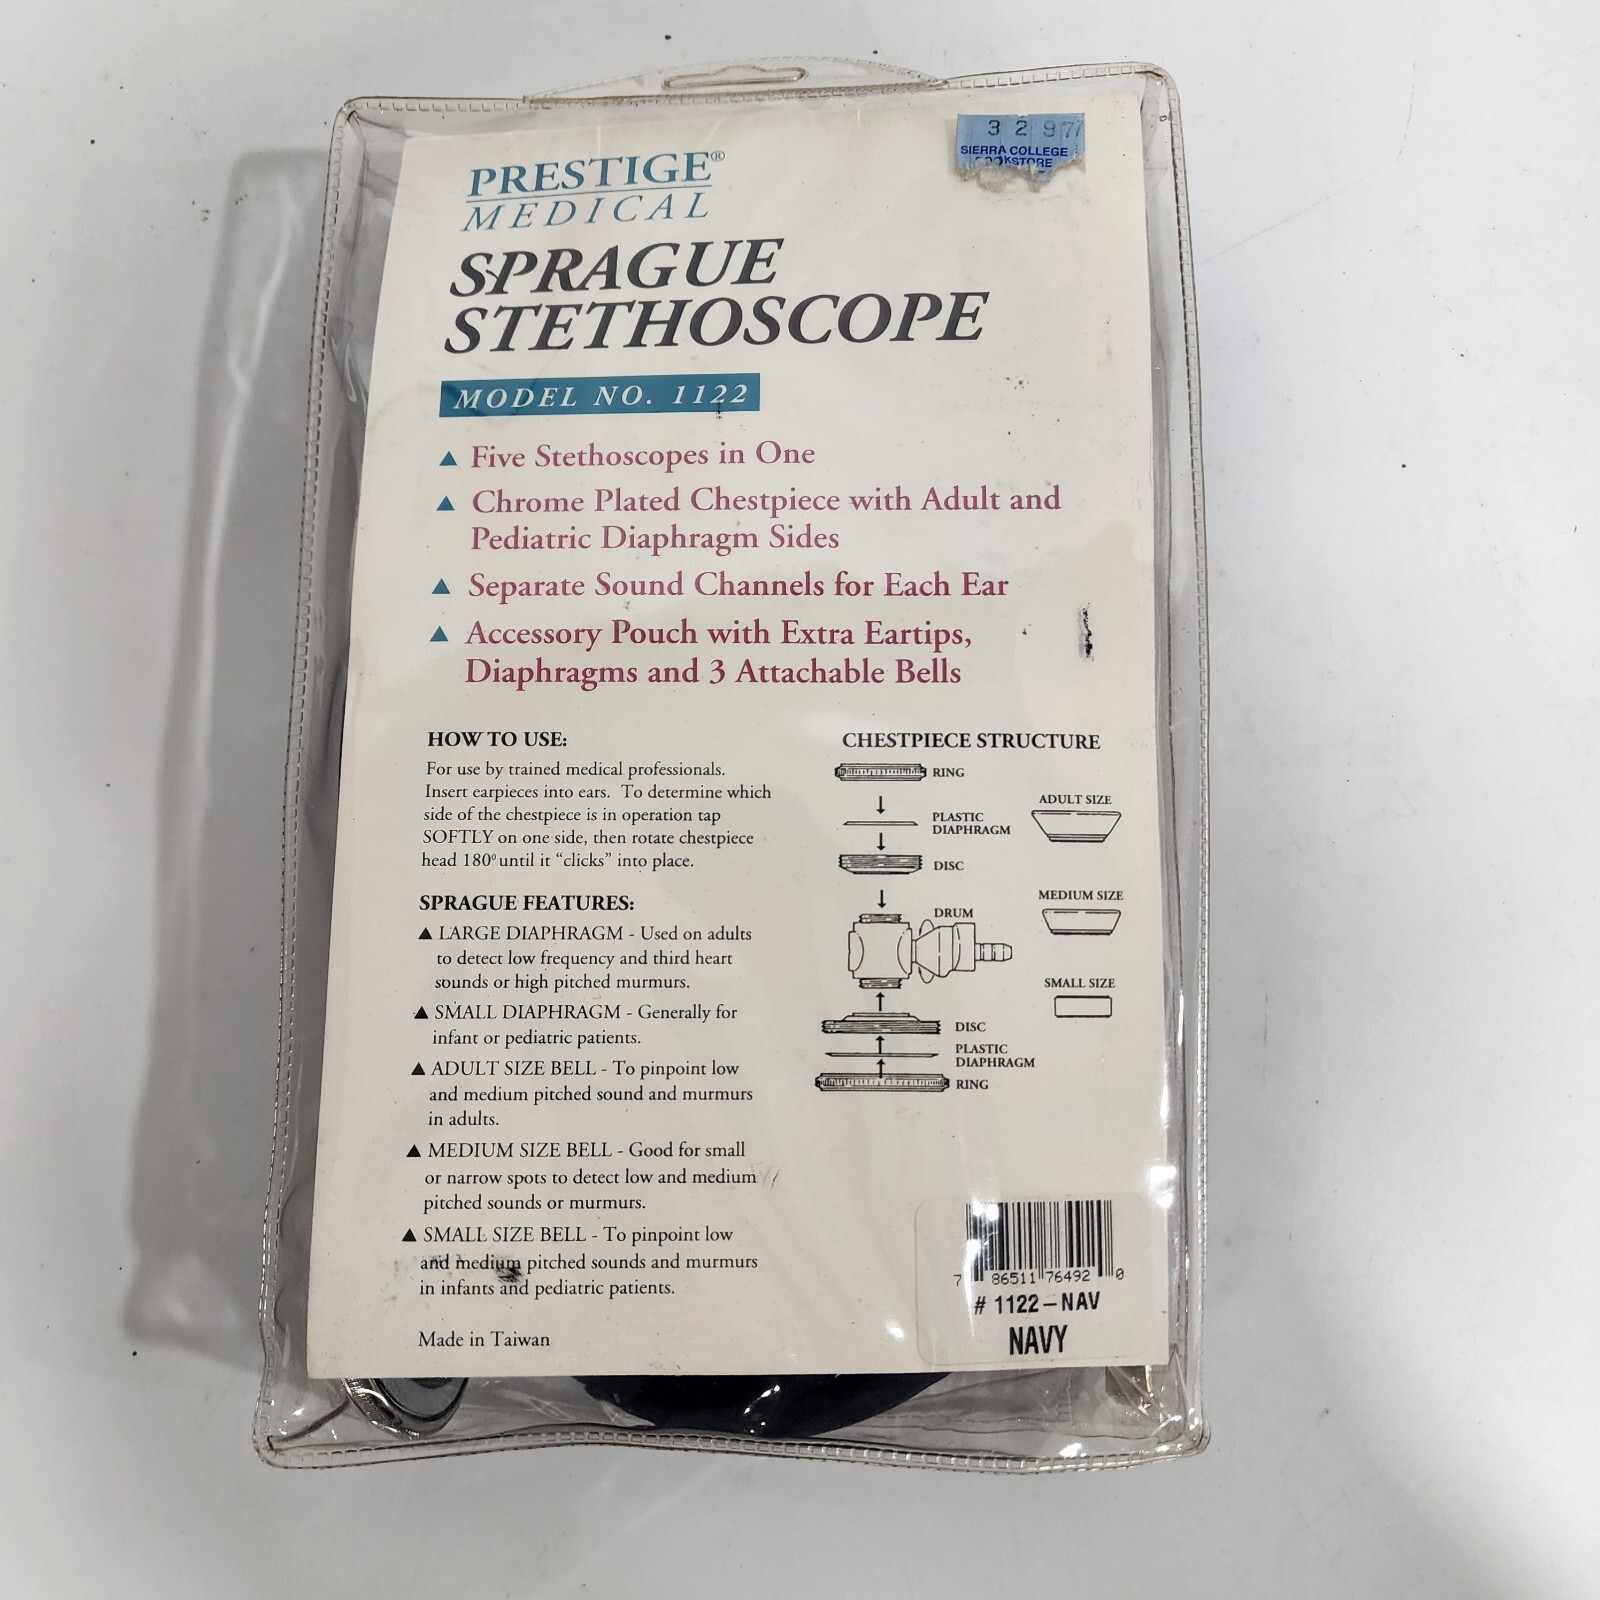 3 2 977
SIERRA COLLEGE
BOOKSTORE
PRESTIGE®
MEDICAL
SPRAGUE
STETHOSCOPE
MODEL NO. 1122
▲ Five Stethoscopes in One
▲ Chrome Plated Chestpiece with Adult and
Pediatric Diaphragm Sides
▲ Separate Sound Channels for Each Ear
▲ Accessory Pouch with Extra Eartips,
Diaphragms and 3 Attachable Bells
HOW TO USE:
For use by trained medical professionals.
Insert earpieces into ears. To determine which
side of the chestpiece is in operation tap
SOFTLY on one side, then rotate chestpiece
head 180° until it “clicks” into place.
SPRAGUE FEATURES:
▲ LARGE DIAPHRAGM - Used on adults
to detect low frequency and third heart
sounds or high pitched murmurs.
▲ SMALL DIAPHRAGM - Generally for
infant or pediatric patients.
▲ ADULT SIZE BELL - To pinpoint low
and medium pitched sound and murmurs
in adults.
▲ MEDIUM SIZE BELL - Good for small
or narrow spots to detect low and medium
pitched sounds or murmurs.
▲ SMALL SIZE BELL - To pinpoint low
and medium pitched sounds and murmurs
in infants and pediatric patients.
Made in Taiwan
CHESTPIECE STRUCTURE
RING
PLASTIC
DIAPHRAGM
DISC
DRUM
DISC
PLASTIC
DIAPHRAGM
RING
ADULT SIZE
MEDIUM SIZE
SMALL SIZE
7 86511 76492 0
# 1122-NAV
NAVY